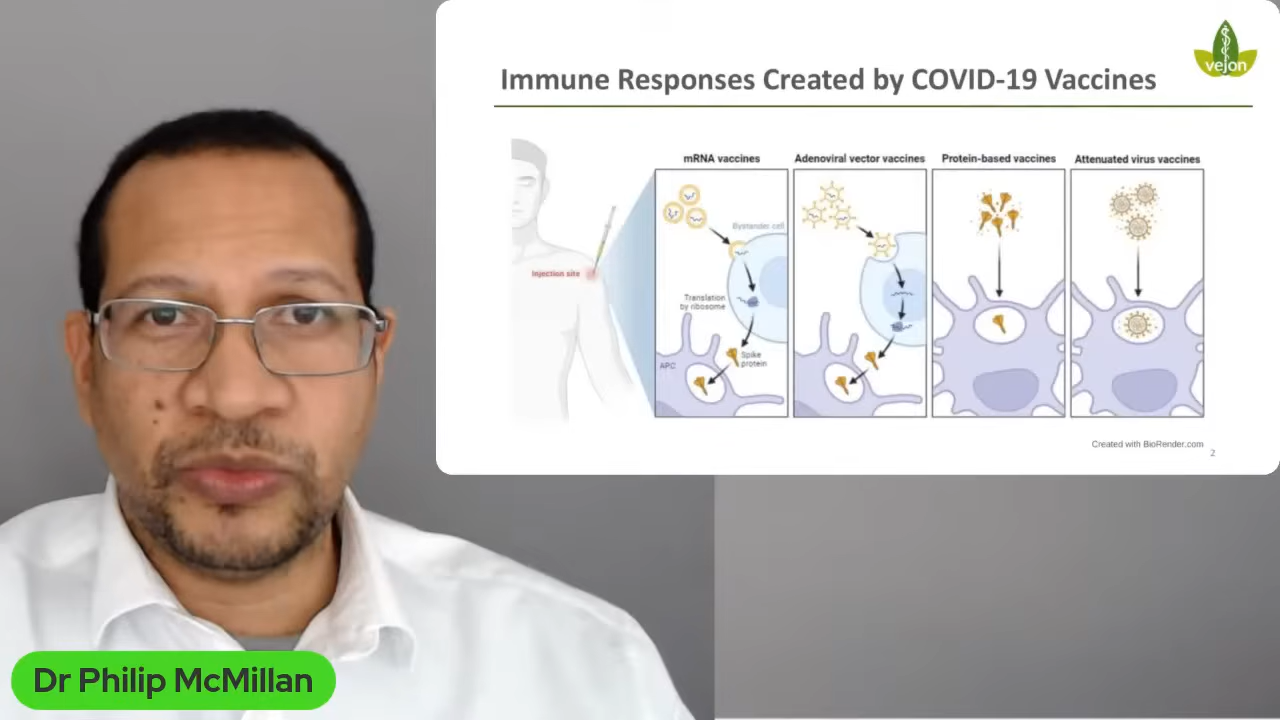 vejon
Immune Responses Created by COVID-19 Vaccines
mRNA vaccines
Adenoviral vector vaccines
Protein-based vaccines
Attenuated virus vaccines
Bystander cell
Injection site
Translation
by ribosome
Spike
protein
APC
Created with BioRender.com
2
Dr Philip McMillan